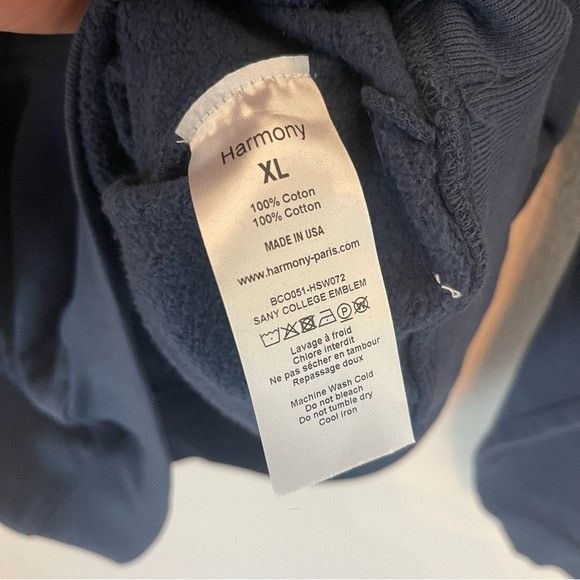 Harmony
XL
100% Coton
100% Cotton
MADE IN USA
www.harmony-paris.com
BCO051-HSW072
SANY COLLEGE EMBLEM
Lavage à froid
Chlore interdit
Ne pas sécher en tambour
Repassage doux
Machine Wash Cold
Do not bleach
Do not tumble dry
Cool iron